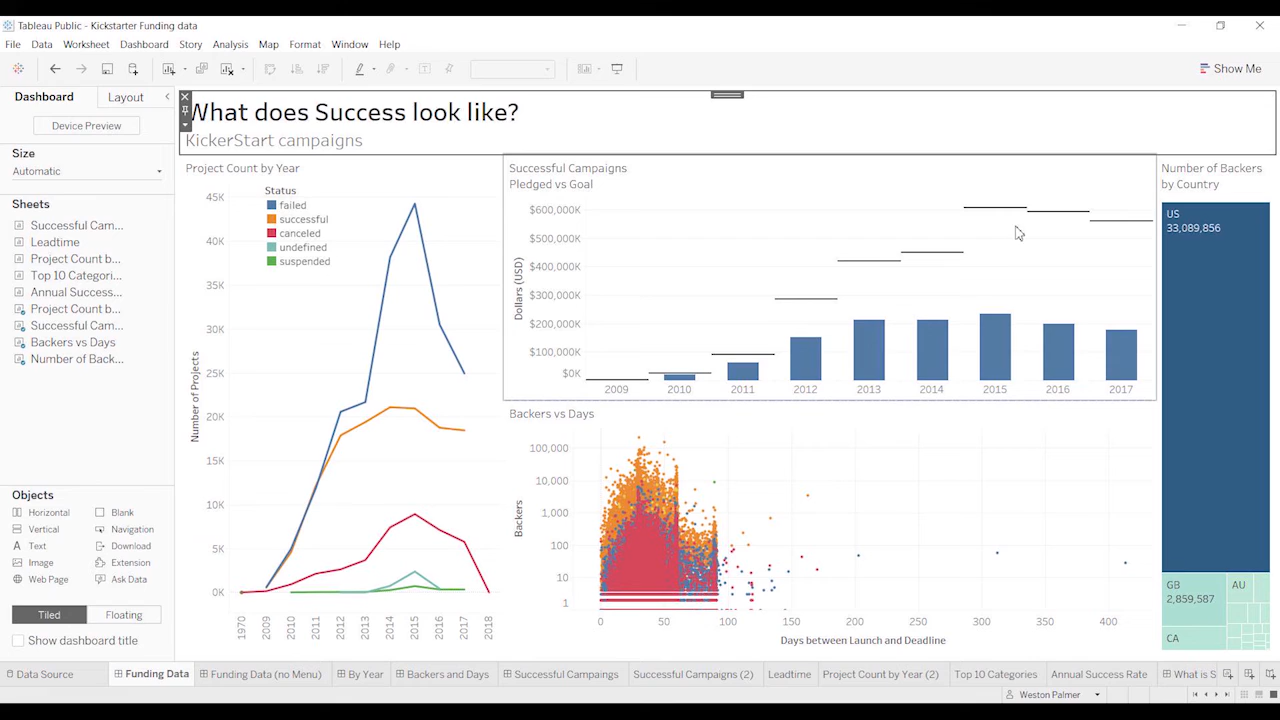 Tableau Public - Kickstarter Funding data
File Data Worksheet Dashboard Story Analysis Map Format Window Help
Show Me
Dashboard Layout
Device Preview
Size
Automatic
Sheets
Successful Cam...
Leadtime
Project Count b...
Top 10 Categori...
Annual Success...
Project Count b...
Successful Cam...
Backers vs Days
Number of Back...
Objects
Horizontal Blank
Vertical Navigation
Text Download
Image Extension
Web Page Ask Data
Tiled Floating
Show dashboard title
What does Success look like?
KickerStart campaigns
Project Count by Year
Status
failed
successful
canceled
undefined
suspended
Number of Projects
45K
40K
35K
30K
25K
20K
15K
10K
5K
0K
1970 2009 2010 2011 2012 2013 2014 2015 2016 2017 2018
Successful Campaigns
Pledged vs Goal
Dollars (USD)
$600,000K
$500,000K
$400,000K
$300,000K
$200,000K
$100,000K
$0K
2009 2010 2011 2012 2013 2014 2015 2016 2017
Backers vs Days
Backers
100,000
10,000
1,000
100
10
1
0 50 100 150 200 250 300 350 400
Days between Launch and Deadline
Number of Backers
by Country
US
33,089,856
GB
2,859,587
AU
CA
Data Source Funding Data Funding Data (no Menu) By Year Backers and Days Successful Campaings Successful Campaigns (2) Leadtime Project Count by Year (2) Top 10 Categories Annual Success Rate What is S
Weston Palmer